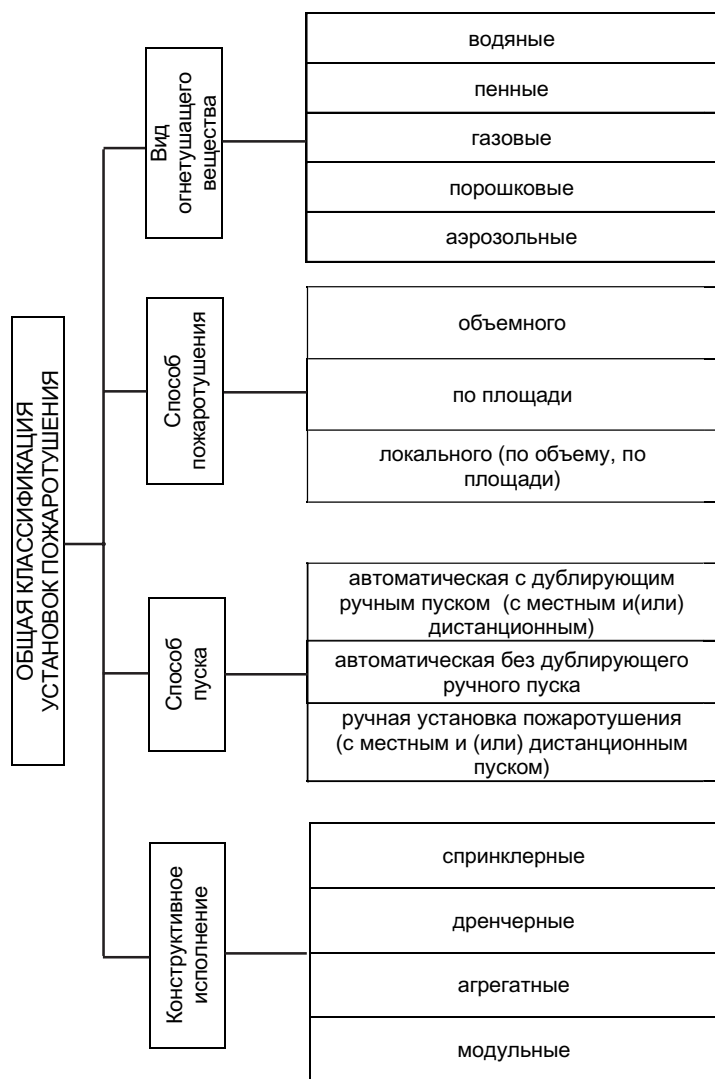 ОБЩАЯ КЛАССИФИКАЦИЯ
УСТАНОВОК ПОЖАРОТУШЕНИЯ
Вид
огнетушащего
вещества
водяные
пенные
газовые
порошковые
аэрозольные
Способ
пожаротушения
объемного
по площади
локального (по объему, по
площади)
Способ
пуска
автоматическая с дублирующим
ручным пуском (с местным и(или)
дистанционным)
автоматическая без дублирующего
ручного пуска
ручная установка пожаротушения
(с местным и (или) дистанционным
пуском)
Конструктивное
исполнение
спринклерные
дренчерные
агрегатные
модульные